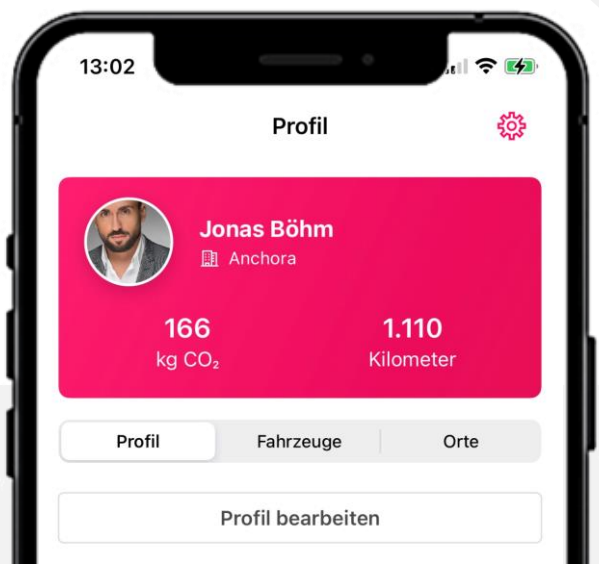 13:02
Profil
Jonas Böhm
Anchora
166
kg CO₂
1.110
Kilometer
Profil
Fahrzeuge
Orte
Profil bearbeiten